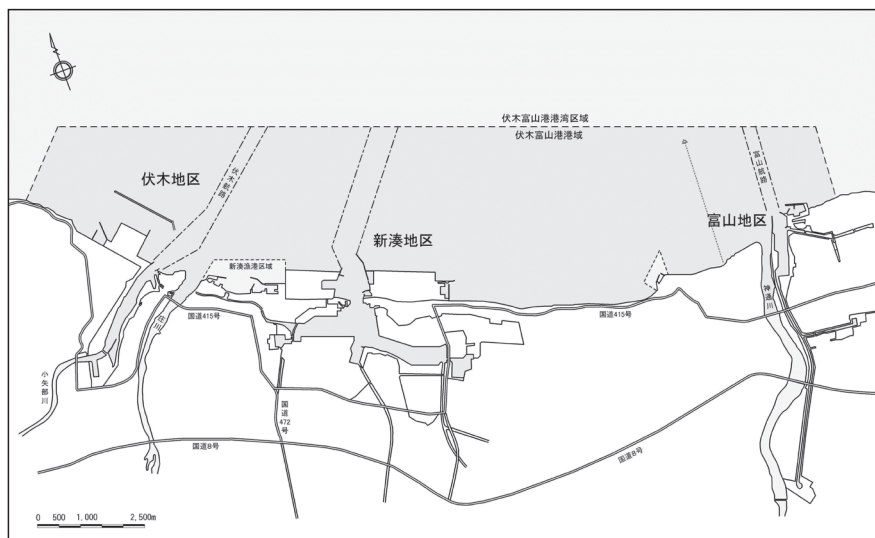 伏木富山港港湾区域
伏木富山港港域
伏木地区
伏木航路
新湊地区
富山航路
富山地区
新湊漁港区域
国道415号
国道415号
庄川
神通川
小矢部川
国道472号
国道8号
国道8号
0 500 1,000 2,500m